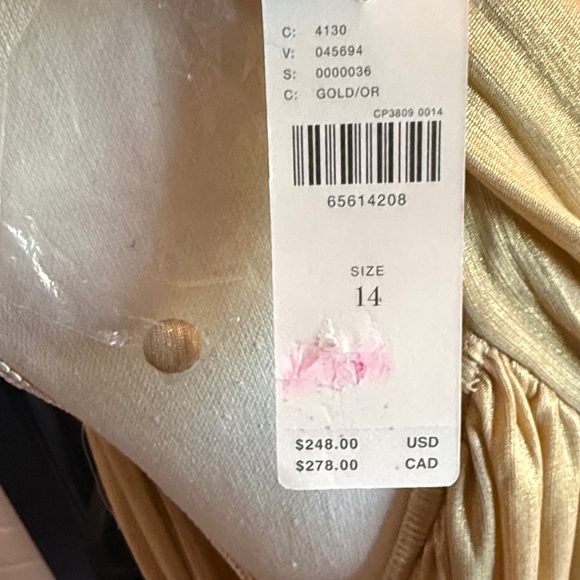 C: 4130
V: 045694
S: 0000036
C: GOLD/OR
CP3809 0014
65614208
SIZE
14
$248.00 USD
$278.00 CAD